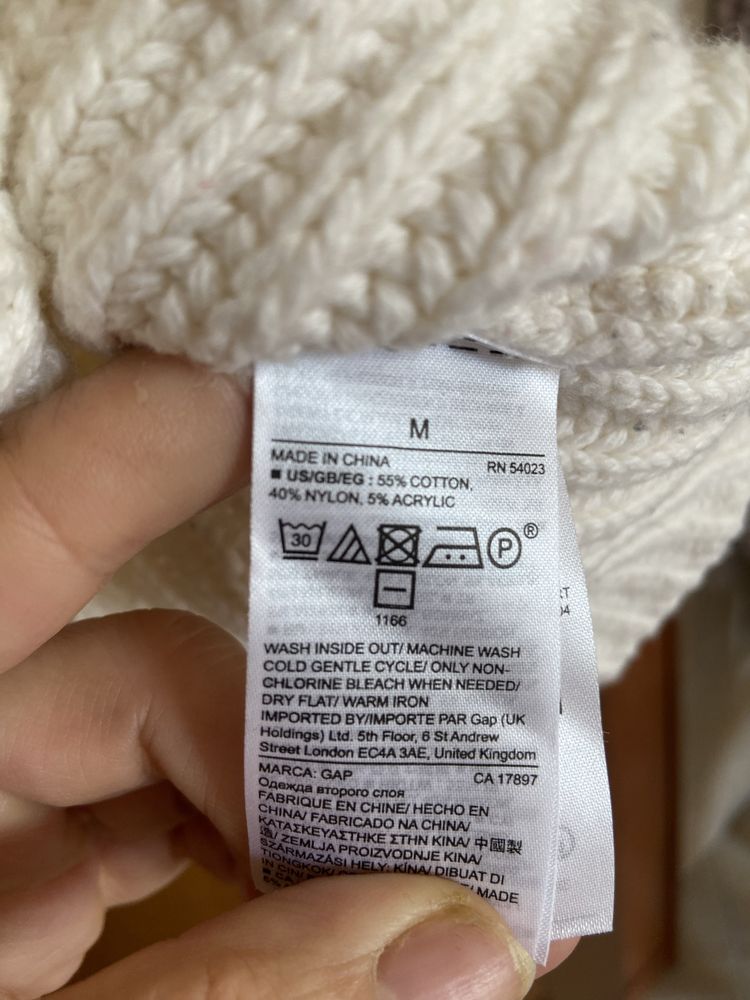 M
MADE IN CHINA RN 54023
■ US/GB/EG : 55% COTTON,
40% NYLON, 5% ACRYLIC
30 P®
1166
WASH INSIDE OUT/ MACHINE WASH
COLD GENTLE CYCLE/ ONLY NON-
CHLORINE BLEACH WHEN NEEDED/
DRY FLAT/ WARM IRON
IMPORTED BY/IMPORTE PAR Gap (UK
Holdings) Ltd. 5th Floor, 6 St Andrew
Street London EC4A 3AE, United Kingdom
MARCA: GAP CA 17897
Одежда второго слоя
FABRIQUE EN CHINE/ HECHO EN
CHINA/ FABRICADO NA CHINA/
ΚΑΤΑΣΚΕΥΑΣΤΗΚΕ ΣΤΗΝ ΚΙΝΑ/ 中國製
造/ ZEMLJA PROIZVODNJE KINA/
SZÁRMAZÁSI HELY: KÍNA/ DIBUAT DI
TIONGKOK/
MADE